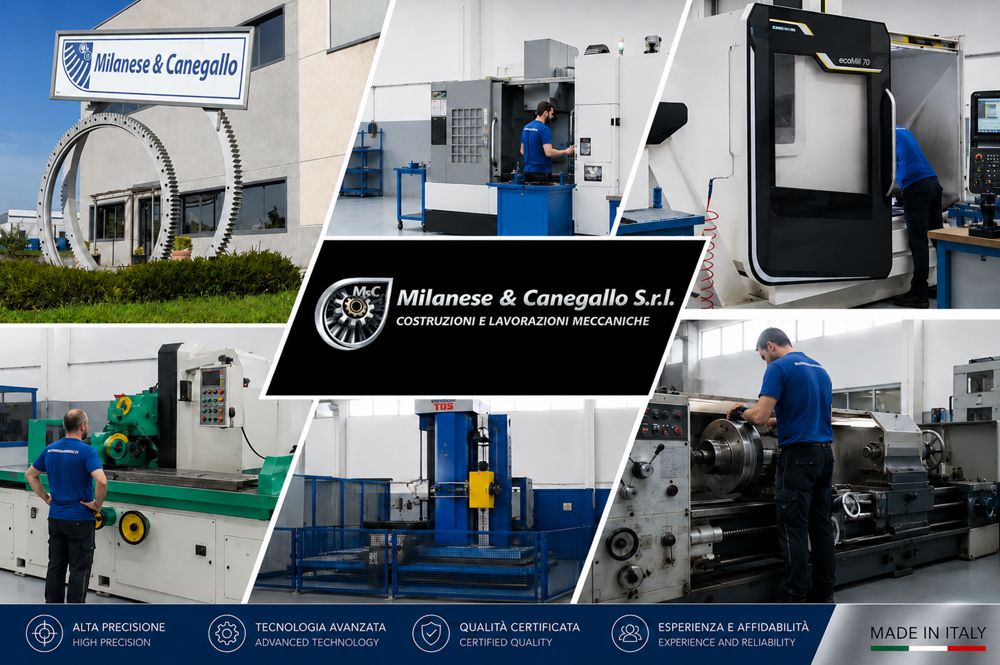 Milanese & Canegallo
ecoMill 70
MsC
Milanese & Canegallo S.r.l.
COSTRUZIONI E LAVORAZIONI MECCANICHE
TOS
ALTA PRECISIONE
HIGH PRECISION
TECNOLOGIA AVANZATA
ADVANCED TECHNOLOGY
QUALITÀ CERTIFICATA
CERTIFIED QUALITY
ESPERIENZA E AFFIDABILITÀ
EXPERIENCE AND RELIABILITY
MADE IN ITALY